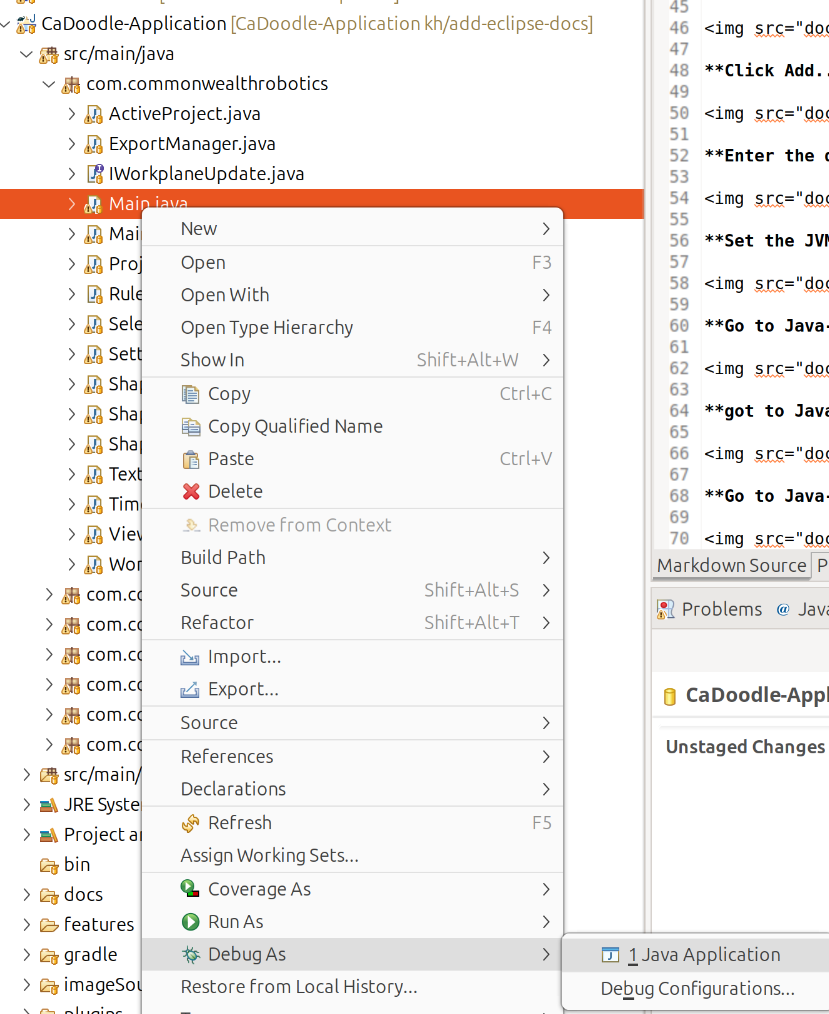 CaDoodle-Application [CaDoodle-Application kh/add-eclipse-docs]
src/main/java
com.commonwealthrobotics
ActiveProject.java
ExportManager.java
IWorkplaneUpdate.java
Main.java
Mai
Proj
Rule
Sele
Sett
Shap
Shap
Shap
Text
Time
View
Wor
com.co
com.co
com.co
com.co
com.co
com.co
src/main/
JRE Syste
Project an
bin
docs
features
gradle
imageSou
plugins
New
Open F3
Open With
Open Type Hierarchy F4
Show In Shift+Alt+W
Copy Ctrl+C
Copy Qualified Name
Paste Ctrl+V
Delete
Remove from Context
Build Path
Source Shift+Alt+S
Refactor Shift+Alt+T
Import...
Export...
Source
References
Declarations
Refresh F5
Assign Working Sets...
Coverage As
Run As
Debug As
Restore from Local History...
1 Java Application
Debug Configurations...
45
46 <img src="doc
47
48 **Click Add..
49
50 <img src="doc
51
52 **Enter the d
53
54 <img src="doc
55
56 **Set the JVM
57
58 <img src="doc
59
60 **Go to Java-
61
62 <img src="doc
63
64 **got to Java
65
66 <img src="doc
67
68 **Go to Java-
69
70 <img src="doc
Markdown Source P
Problems @ Java
CaDoodle-Appl
Unstaged Changes